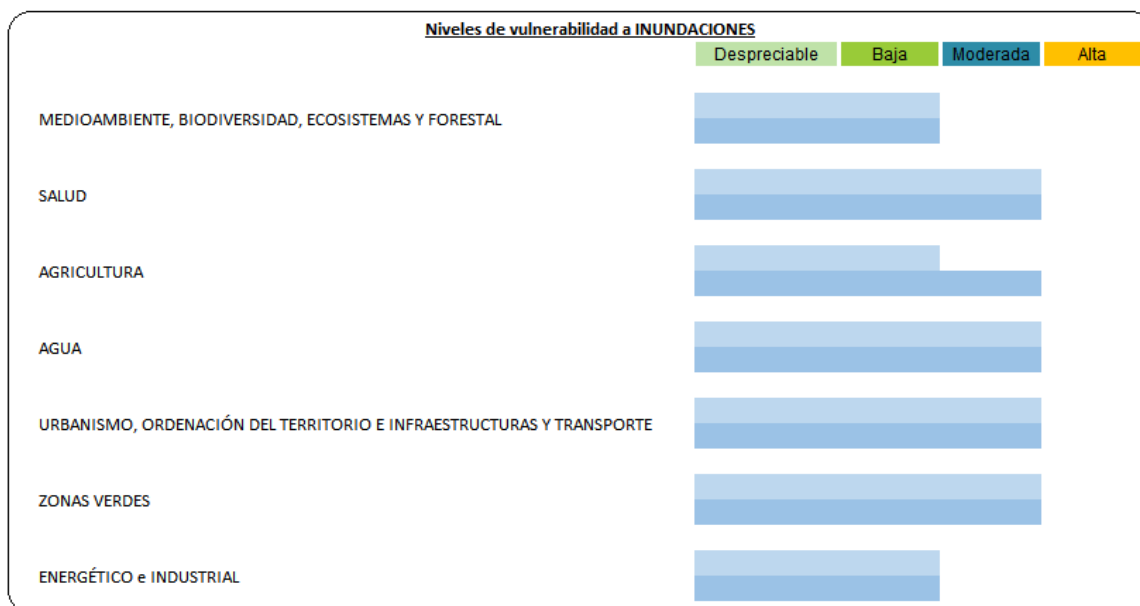 Niveles de vulnerabilidad a INUNDACIONES
Despreciable Baja Moderada Alta
MEDIOAMBIENTE, BIODIVERSIDAD, ECOSISTEMAS Y FORESTAL
SALUD
AGRICULTURA
AGUA
URBANISMO, ORDENACIÓN DEL TERRITORIO E INFRAESTRUCTURAS Y TRANSPORTE
ZONAS VERDES
ENERGÉTICO e INDUSTRIAL